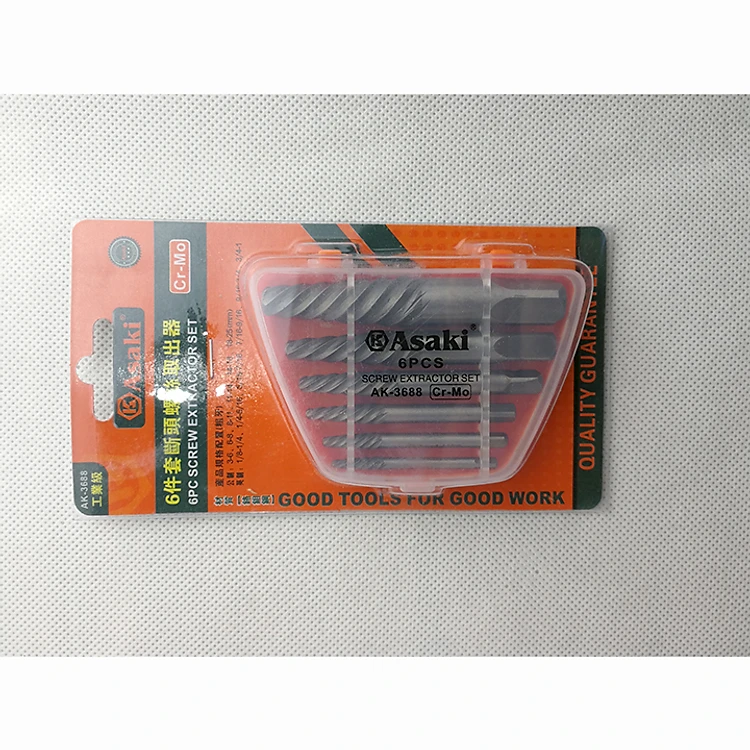 AK-3688
工業級
Asaki®
Cr-Mo
6件套斷頭螺絲取出器
6PC SCREW EXTRACTOR SET
Asaki®
6PCS
SCREW EXTRACTOR SET
AK-3688 Cr-Mo
GOOD TOOLS FOR GOOD WORK
QUALITY GUARANTEE